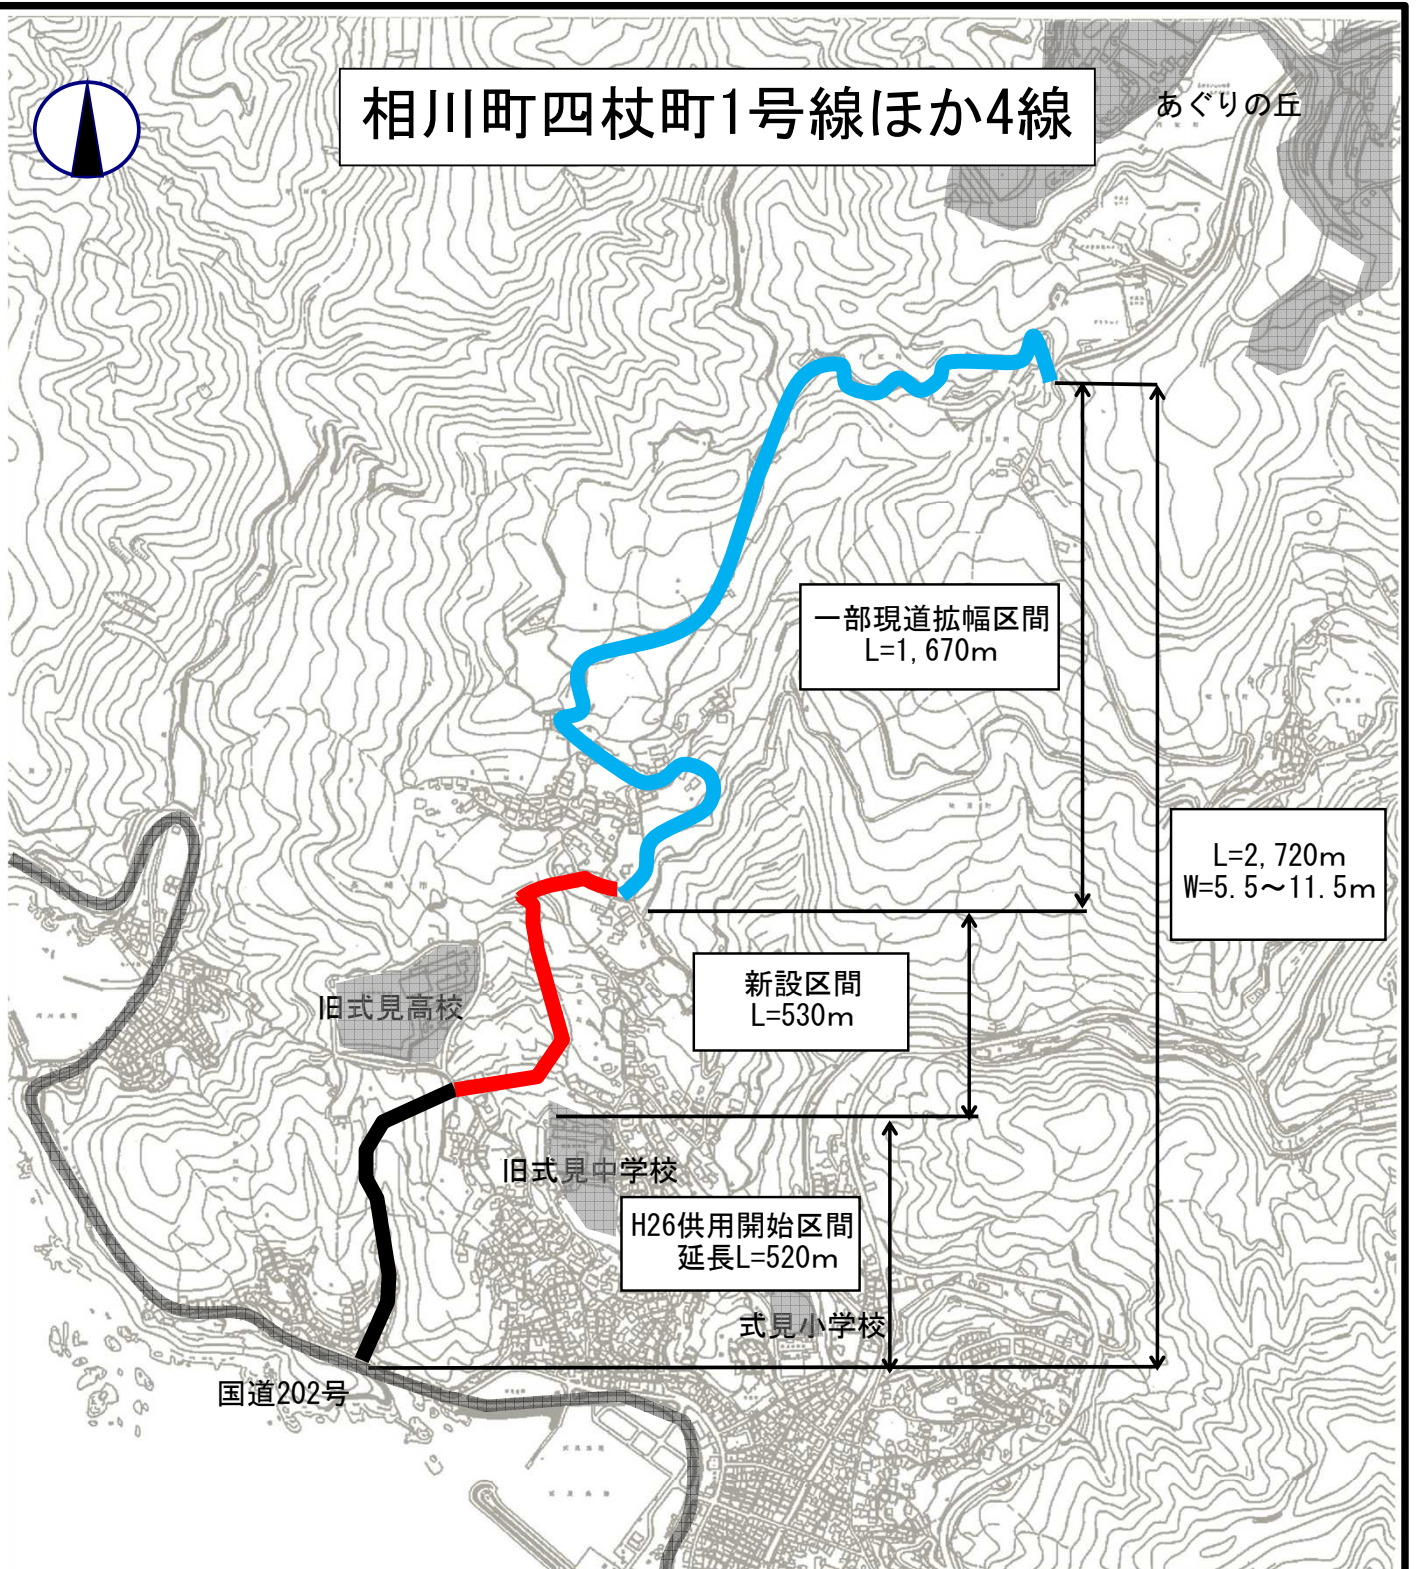 相川町四杖町1号線ほか4線
あぐりの丘
一部現道拡幅区間
L=1,670m
L=2,720m
W=5.5～11.5m
新設区間
L=530m
旧式見高校
旧式見中学校
H26供用開始区間
延長L=520m
式見小学校
国道202号